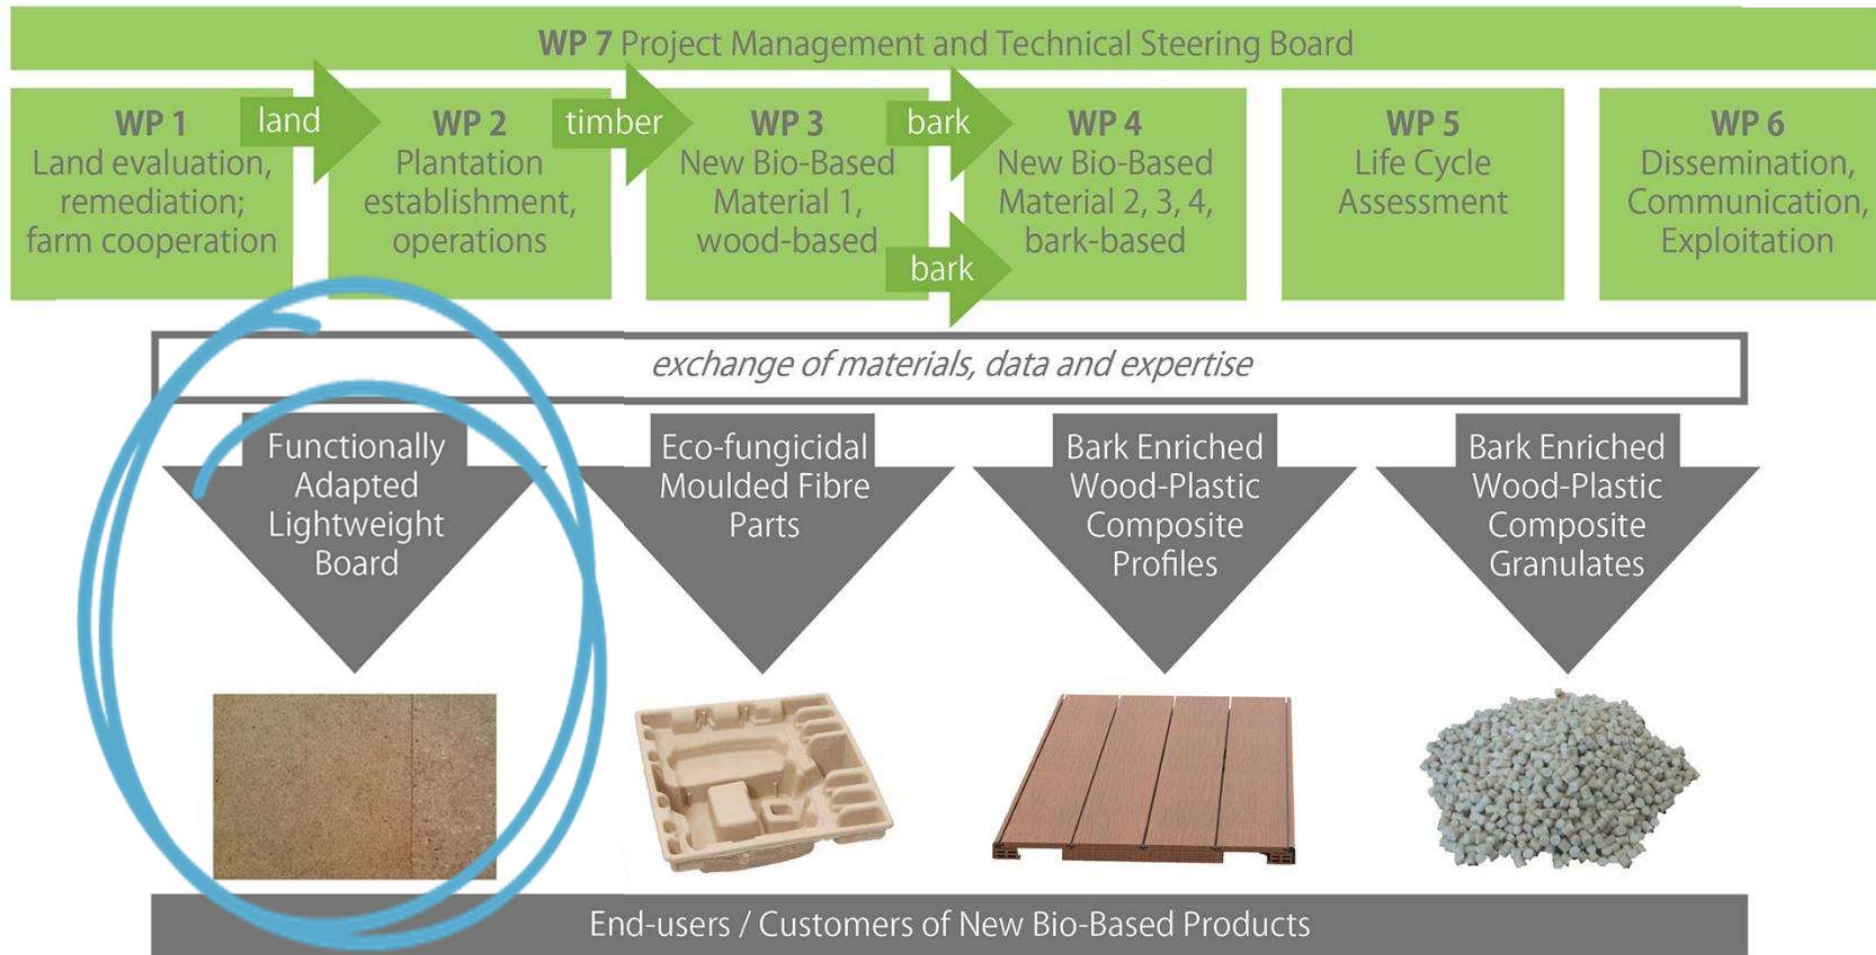 WP 7 Project Management and Technical Steering Board
WP 1
Land evaluation,
remediation;
farm cooperation
land
WP 2
Plantation
establishment,
operations
timber
WP 3
New Bio-Based
Material 1,
wood-based
bark
bark
WP 4
New Bio-Based
Material 2, 3, 4,
bark-based
WP 5
Life Cycle
Assessment
WP 6
Dissemination,
Communication,
Exploitation
exchange of materials, data and expertise
Functionally
Adapted
Lightweight
Board
Eco-fungicidal
Moulded Fibre
Parts
Bark Enriched
Wood-Plastic
Composite
Profiles
Bark Enriched
Wood-Plastic
Composite
Granulates
End-users / Customers of New Bio-Based Products